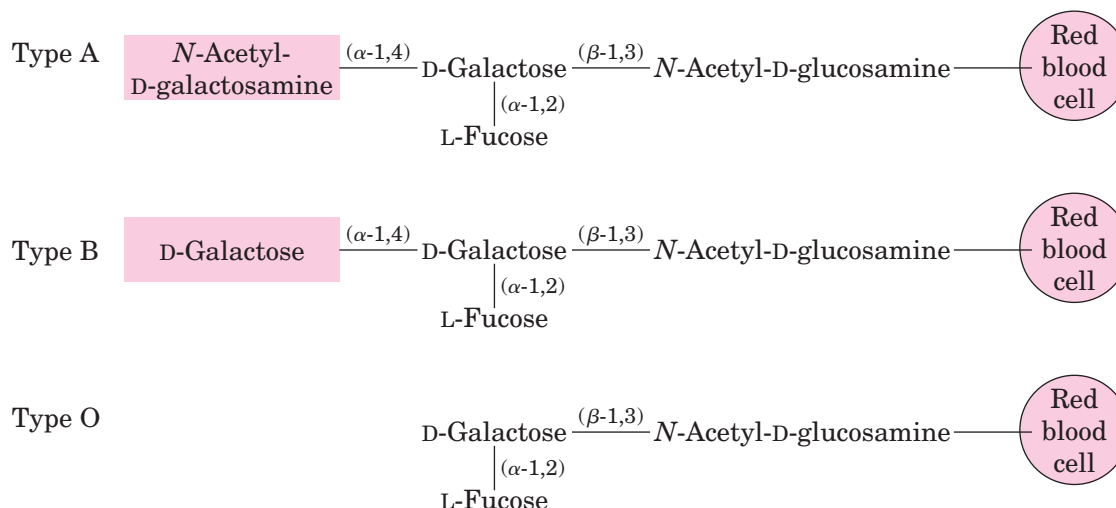 Type A
N-Acetyl-
D-galactosamine
(α-1,4)
D-Galactose
(β-1,3)
N-Acetyl-D-glucosamine
Red
blood
cell
(α-1,2)
L-Fucose
Type B
D-Galactose
(α-1,4)
D-Galactose
(β-1,3)
N-Acetyl-D-glucosamine
Red
blood
cell
(α-1,2)
L-Fucose
Type O
D-Galactose
(β-1,3)
N-Acetyl-D-glucosamine
Red
blood
cell
(α-1,2)
L-Fucose